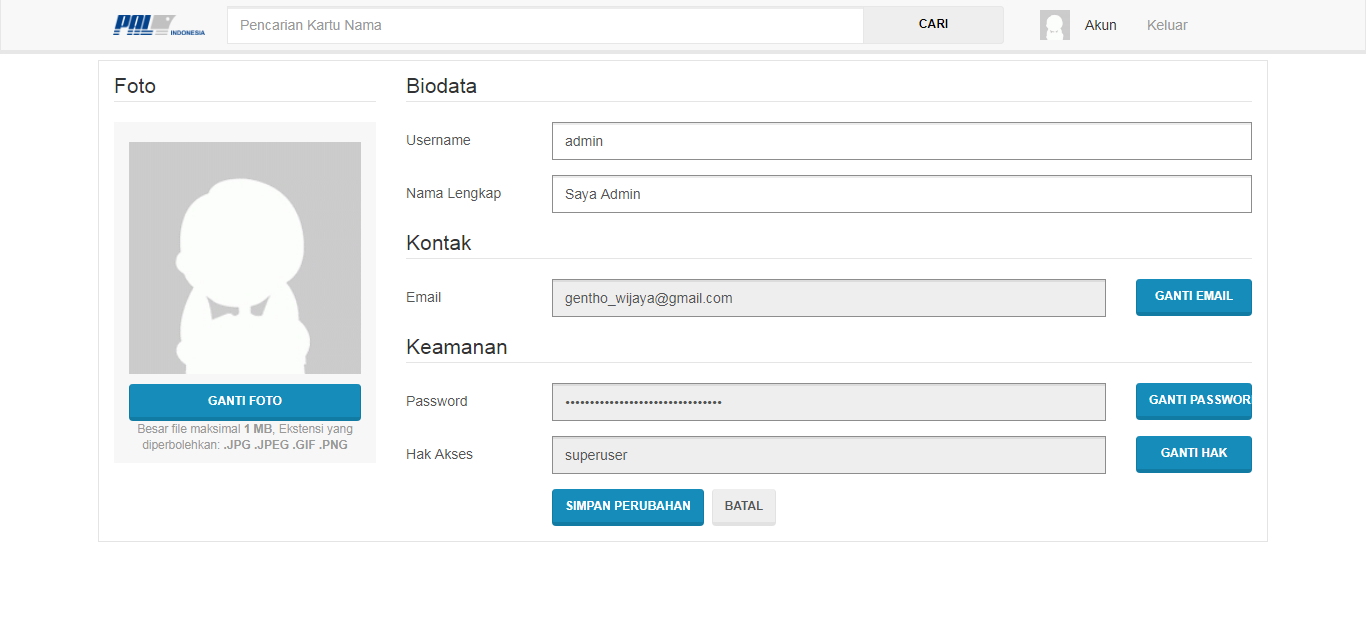 PAL INDONESIA
Pencarian Kartu Nama
CARI
Akun
Keluar
Foto
GANTI FOTO
Besar file maksimal 1 MB, Ekstensi yang
diperbolehkan: .JPG .JPEG .GIF .PNG
Biodata
Username
admin
Nama Lengkap
Saya Admin
Kontak
Email
gentho_wijaya@gmail.com
GANTI EMAIL
Keamanan
Password
••••••••••••••••••••••••••••••••
GANTI PASSWOR
Hak Akses
superuser
GANTI HAK
SIMPAN PERUBAHAN
BATAL